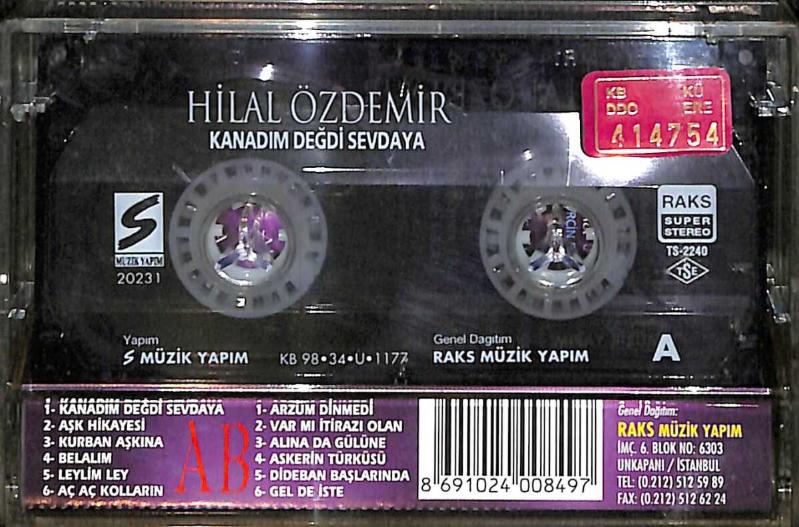 HİLAL ÖZDEMİR
KANADIM DEĞDİ SEVDAYA
KB KÜ
DDO ERE
414754
S
MÜZİK YAPIM
20231
RAKS
SUPER
STEREO
TS-2240
TSE
Yapım
S MÜZİK YAPIM
KB 98•34•U•1177
Genel Dagıtım
RAKS MÜZİK YAPIM
A
1- KANADIM DEĞDİ SEVDAYA
2- AŞK HİKAYESİ
3- KURBAN AŞKINA
4- BELALIM
5- LEYLİM LEY
6- AÇ AÇ KOLLARIN
AB
1- ARZUM DİNMEDİ
2- VAR MI İTİRAZI OLAN
3- ALINA DA GÜLÜNE
4- ASKERİN TÜRKÜSÜ
5- DİDEBAN BAŞLARINDA
6- GEL DE İSTE
8 691024 008497
Genel Dağıtım:
RAKS MÜZİK YAPIM
İMÇ. 6. BLOK NO: 6303
UNKAPANI / İSTANBUL
TEL: (0.212) 512 59 89
FAX: (0.212) 512 62 24